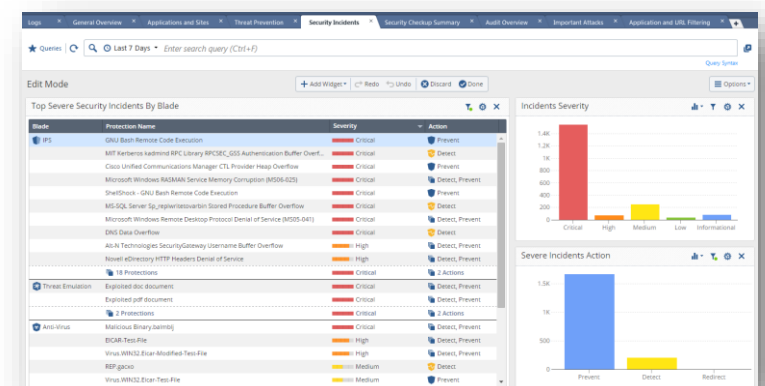 Logs General Overview Applications and Sites Threat Prevention Security Incidents Security Checkup Summary Audit Overview Important Attacks Application and URL Filtering
Queries Last 7 Days Enter search query (Ctrl+F)
Query Syntax
Edit Mode + Add Widget Redo Undo Discard Done Options
Top Severe Security Incidents By Blade
Blade Protection Name Severity Action
IPS GNU Bash Remote Code Execution Critical Prevent
MIT Kerberos kadmind RPC Library RPCSEC_GSS Authentication Buffer Overf... Critical Detect
Cisco Unified Communications Manager CTL Provider Heap Overflow Critical Prevent
Microsoft Windows RASMAN Service Memory Corruption (MS06-025) Critical Detect, Prevent
ShellShock - GNU Bash Remote Code Execution Critical Prevent
MS-SQL Server Sp_replwritetovarbin Stored Procedure Buffer Overflow Critical Detect
Microsoft Windows Remote Desktop Protocol Denial of Service (MS05-041) Critical Detect, Prevent
DNS Data Overflow Critical Detect
Alt-N Technologies SecurityGateway Username Buffer Overflow High Detect, Prevent
Novell eDirectory HTTP Headers Denial of Service High Detect, Prevent
18 Protections Critical 2 Actions
Threat Emulation Exploited doc document Critical Detect, Prevent
Exploited pdf document Critical Detect, Prevent
2 Protections Critical 2 Actions
Anti-Virus Malicious Binary.balmbij Critical Detect, Prevent
EICAR-Test-File High Detect, Prevent
Virus.WIN32.Eicar-Modified-Test-File High Detect, Prevent
REP.gacxo Medium Detect
Virus.WIN32.Eicar-Test-File Medium Prevent
Incidents Severity
1.4K
1.2K
1K
800
600
400
200
0
Critical High Medium Low Informational
Severe Incidents Action
1.5K
1K
500
0
Prevent Detect Redirect